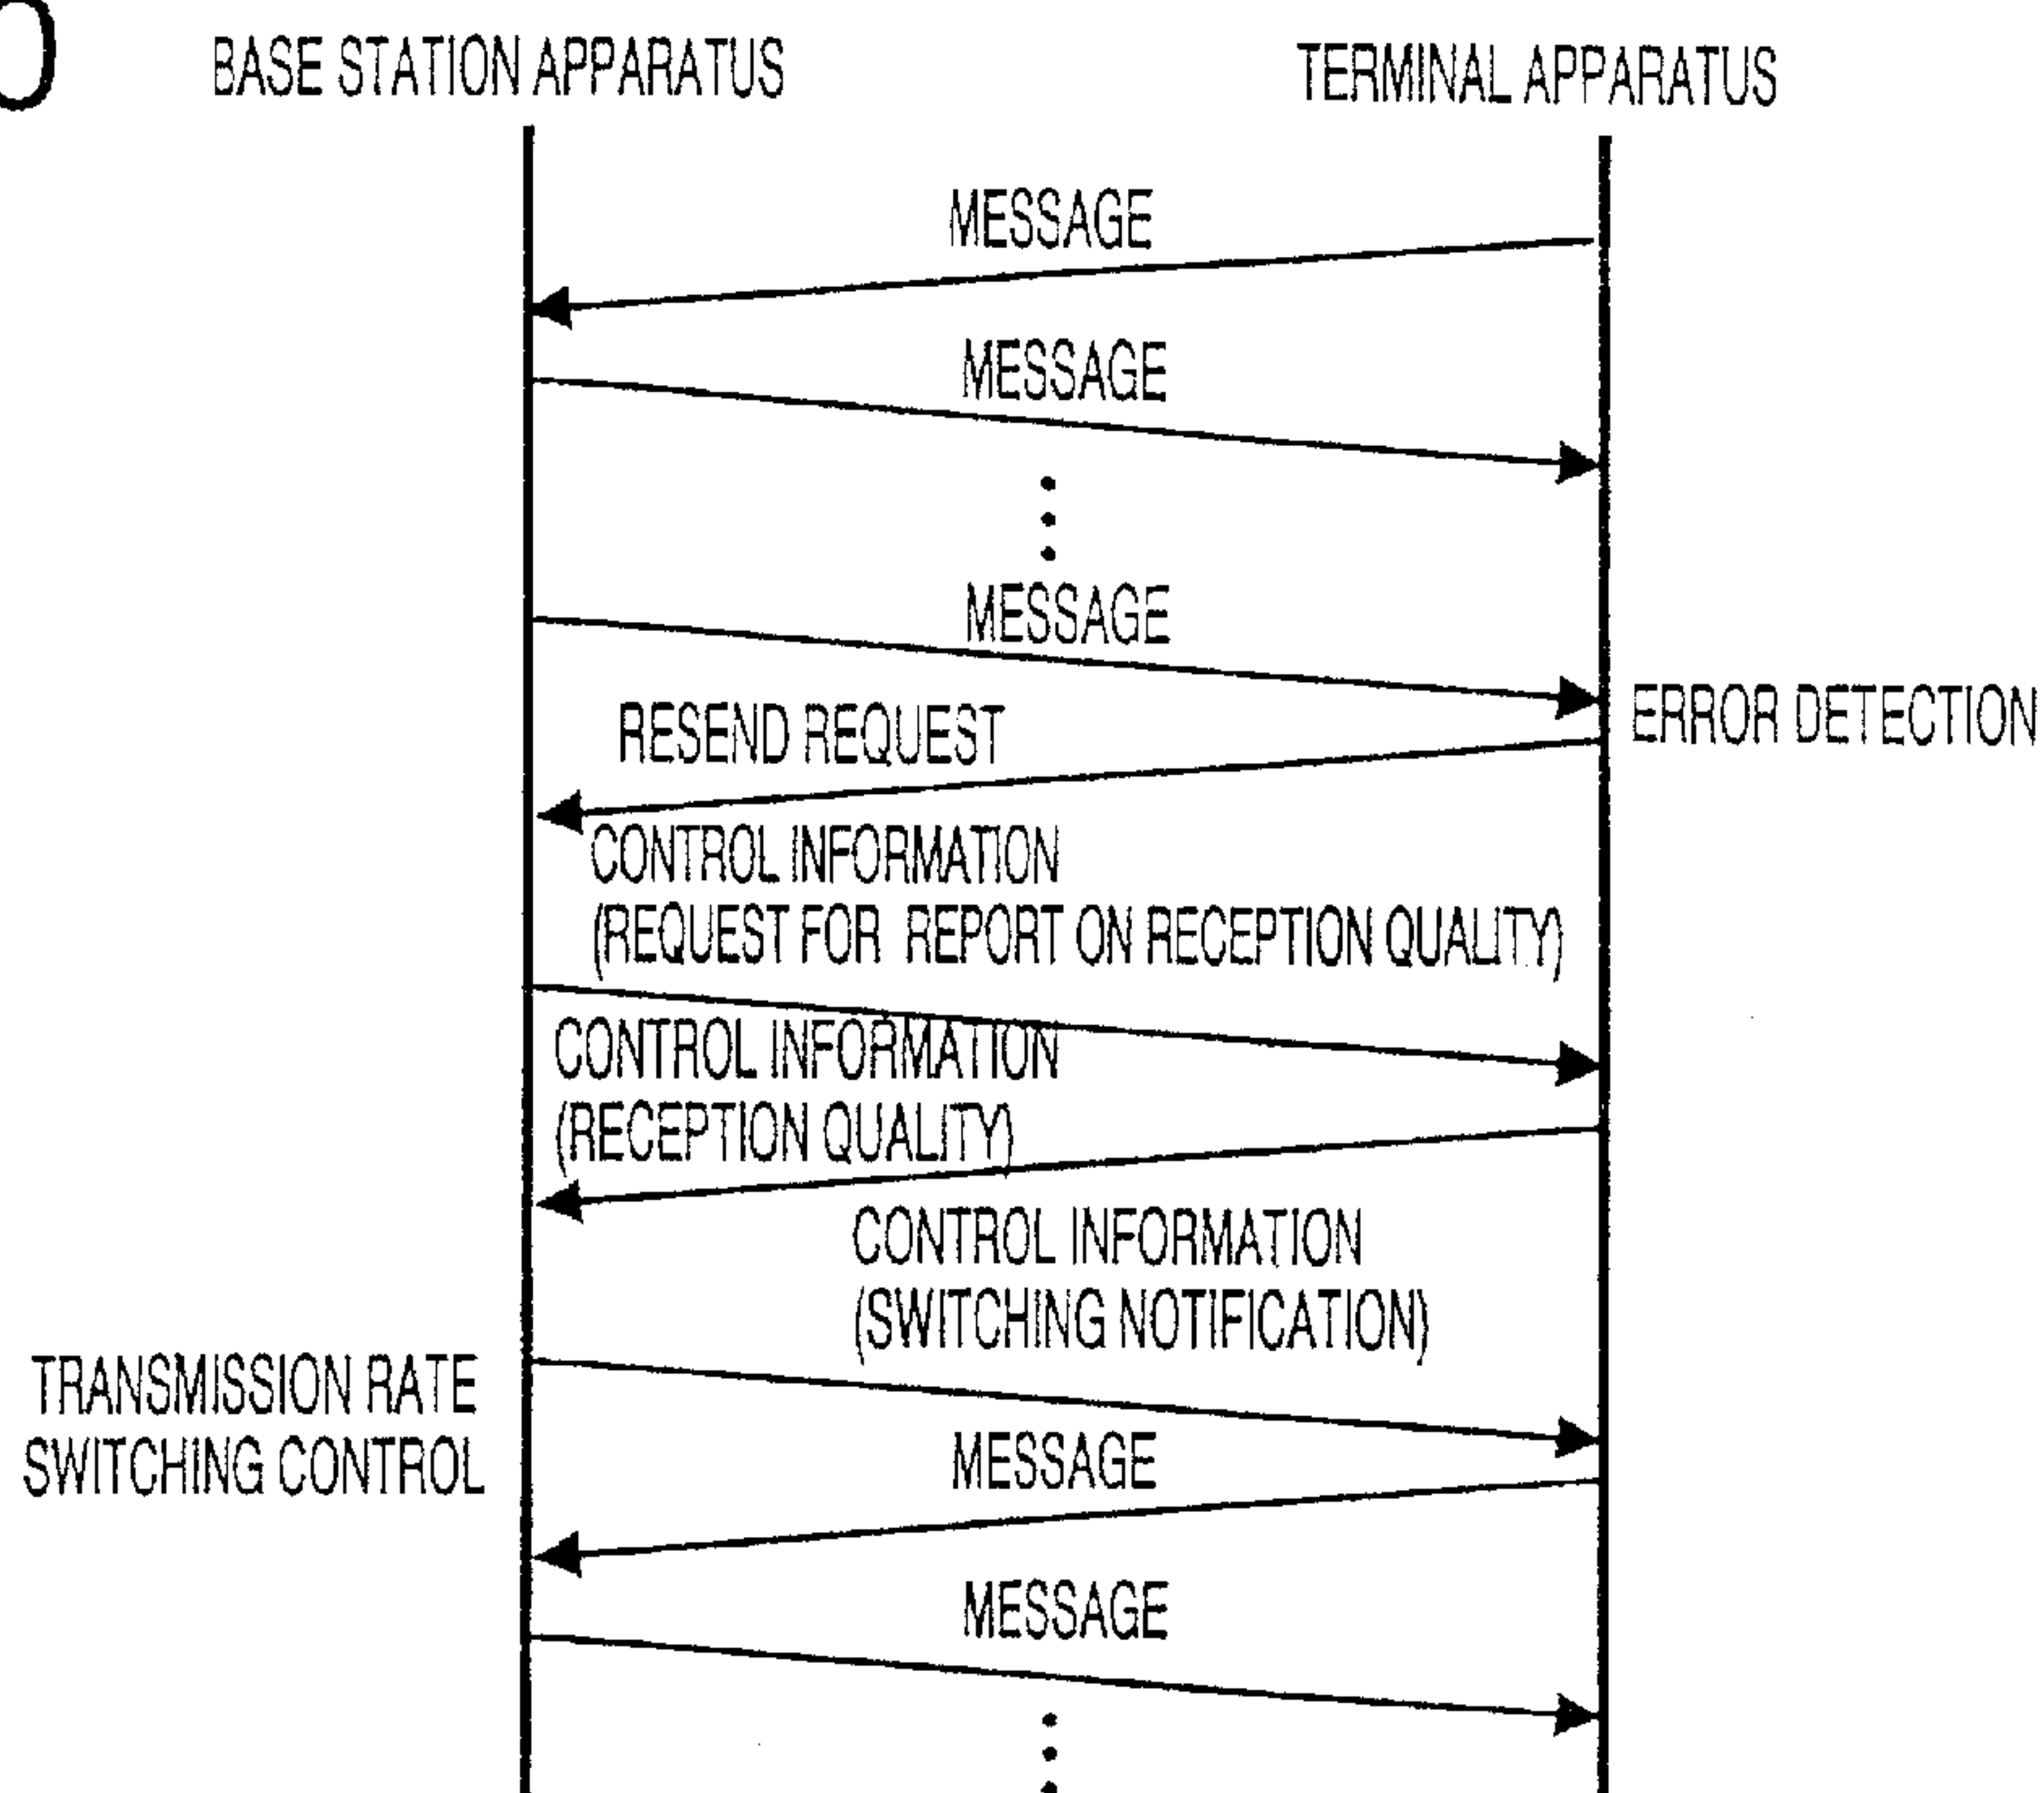 BASE STATION APPARATUS
TERMINAL APPARATUS
MESSAGE
MESSAGE
MESSAGE
ERROR DETECTION
RESEND REQUEST
CONTROL INFORMATION
(REQUEST FOR REPORT ON RECEPTION QUALITY)
CONTROL INFORMATION
(RECEPTION QUALITY)
CONTROL INFORMATION
(SWITCHING NOTIFICATION)
TRANSMISSION RATE
SWITCHING CONTROL
MESSAGE
MESSAGE